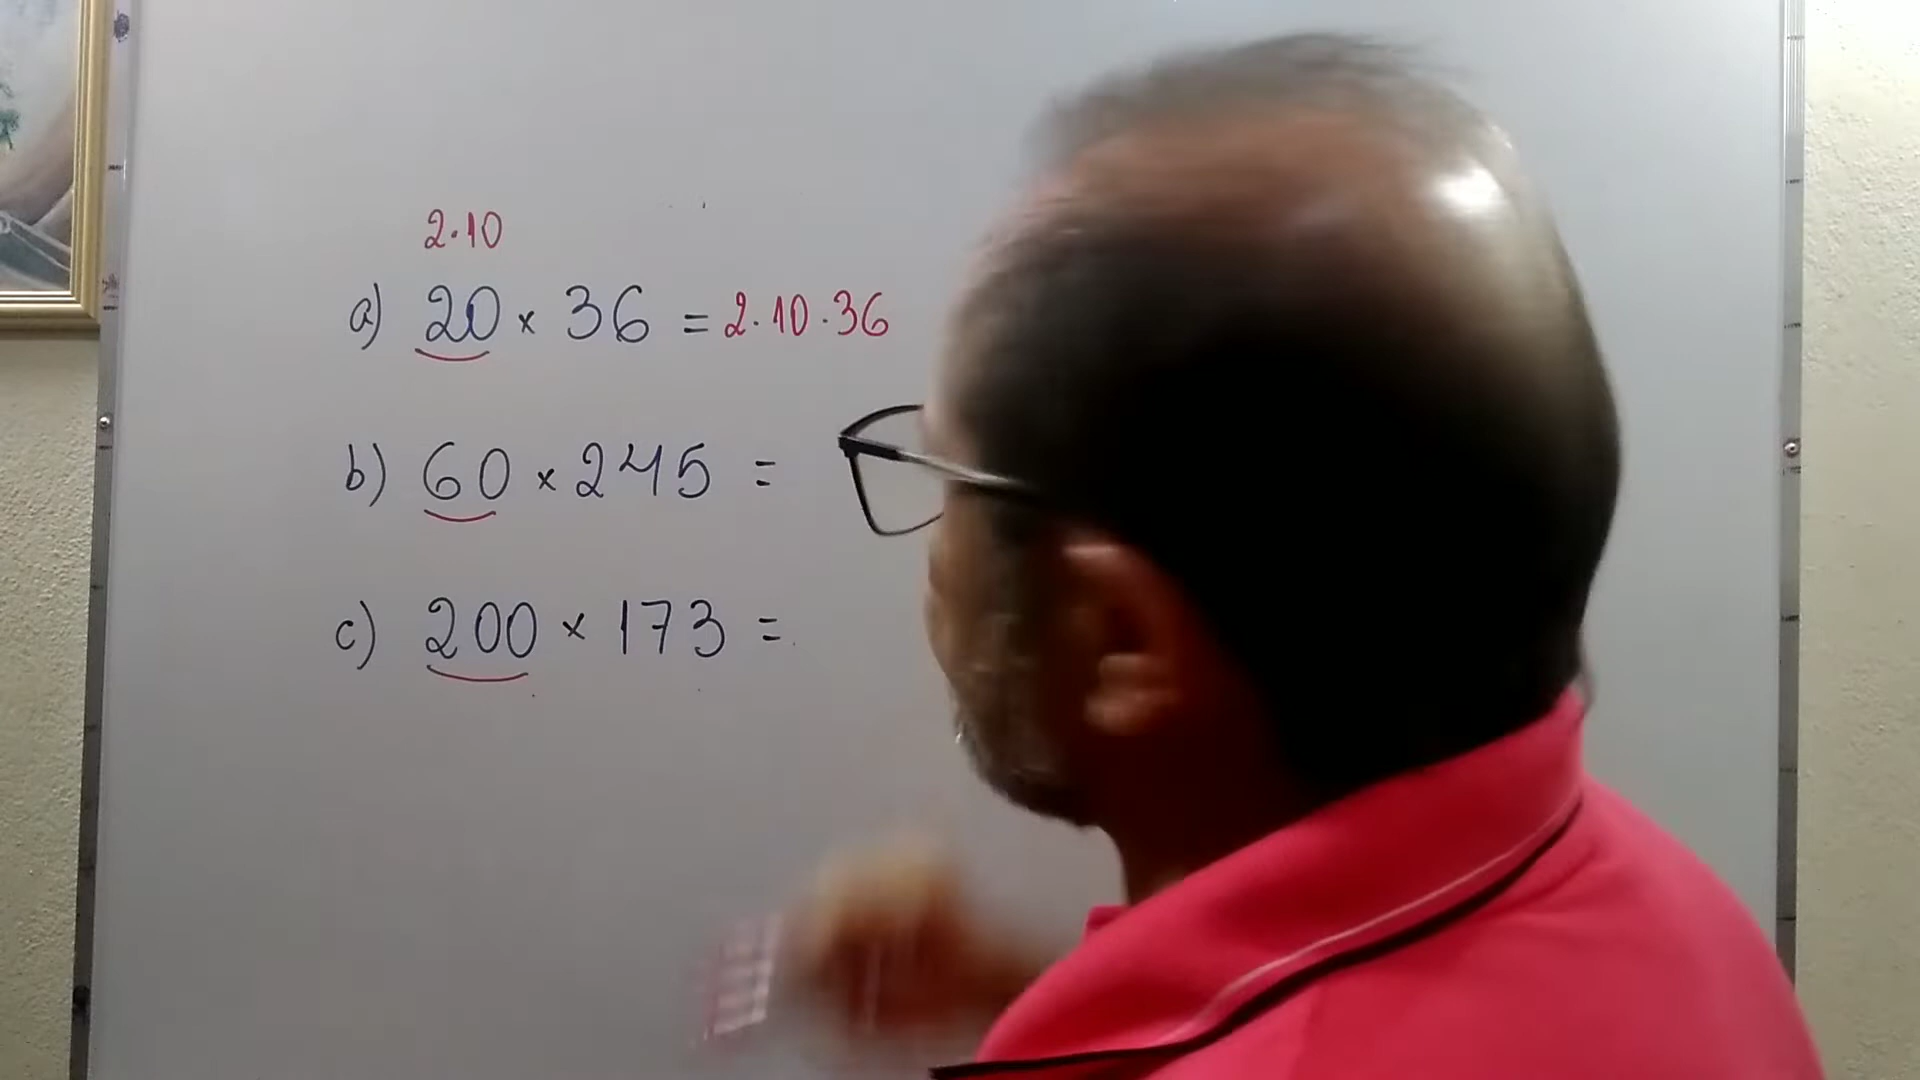 2·10
a) 20 × 36 = 2·10·36
b) 60 × 245 =
c) 200 × 173 =